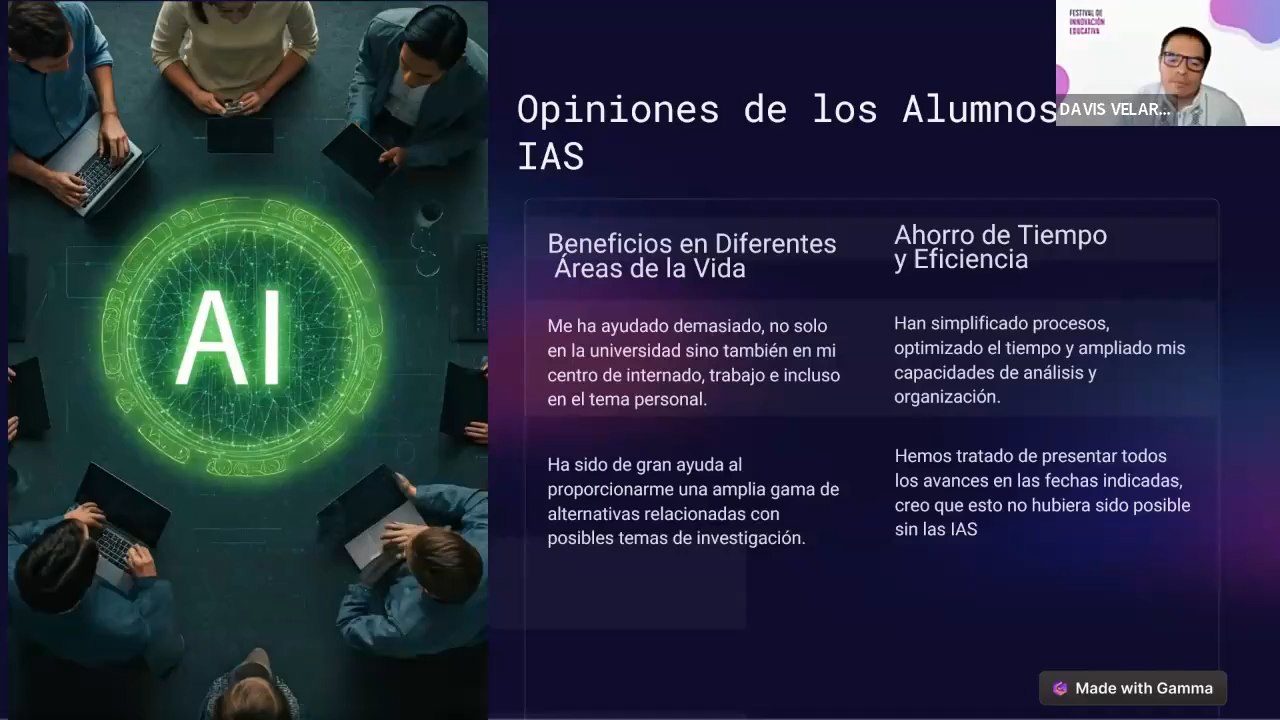 FESTIVAL DE
INNOVACIÓN
EDUCATIVA
DAVIS VELAR...
Opiniones de los Alumnos
IAS
AI
Beneficios en Diferentes
Áreas de la Vida
Me ha ayudado demasiado, no solo
en la universidad sino también en mi
centro de internado, trabajo e incluso
en el tema personal.
Ha sido de gran ayuda al
proporcionarme una amplia gama de
alternativas relacionadas con
posibles temas de investigación.
Ahorro de Tiempo
y Eficiencia
Han simplificado procesos,
optimizado el tiempo y ampliado mis
capacidades de análisis y
organización.
Hemos tratado de presentar todos
los avances en las fechas indicadas,
creo que esto no hubiera sido posible
sin las IAS
Made with Gamma